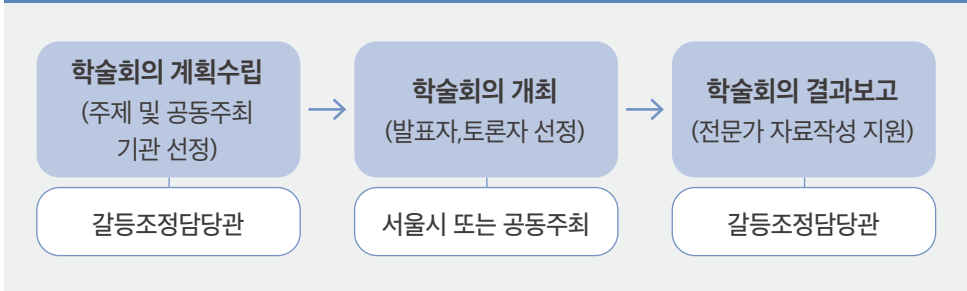 학술회의 계획수립
(주제 및 공동주최
기관 선정)
갈등조정담당관
학술회의 개최
(발표자,토론자 선정)
서울시 또는 공동주최
학술회의 결과보고
(전문가 자료작성 지원)
갈등조정담당관